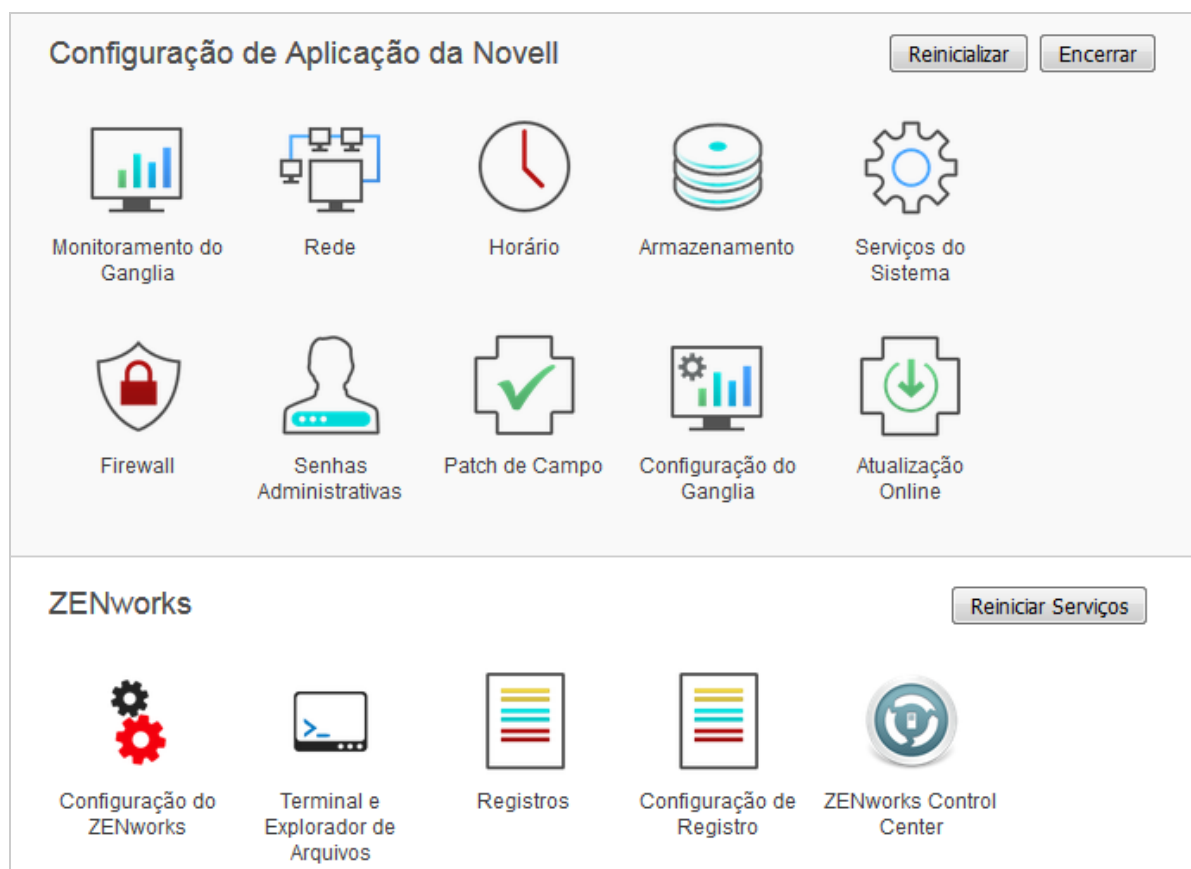 Configuração de Aplicação da Novell
Reinicializar
Encerrar
Monitoramento do
Ganglia
Rede
Horário
Armazenamento
Serviços do
Sistema
Firewall
Senhas
Administrativas
Patch de Campo
Configuração do
Ganglia
Atualização
Online
ZENworks
Reiniciar Serviços
Configuração do
ZENworks
Terminal e
Explorador de
Arquivos
Registros
Configuração de
Registro
ZENworks Control
Center